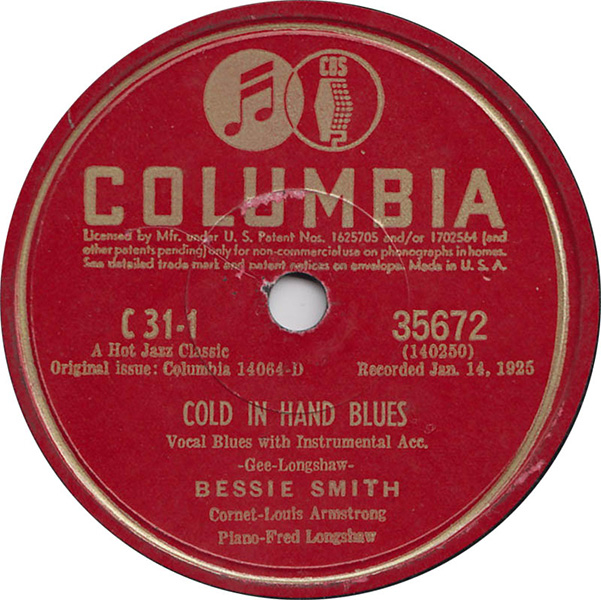 CBS
COLUMBIA
Licensed by Mfr. under U. S. Patent Nos. 1625705 and/or 1702564 (and
other patents pending) only for non-commercial use on phonographs in homes.
See detailed trade mark and patent notices on envelope. Made in U. S. A.
C 31-1 35672
A Hot Jazz Classic (140250)
Original issue: Columbia 14064-D Recorded Jan. 14, 1925
COLD IN HAND BLUES
Vocal Blues with Instrumental Acc.
-Gee-Longshaw-
BESSIE SMITH
Cornet-Louis Armstrong
Piano-Fred Longshaw